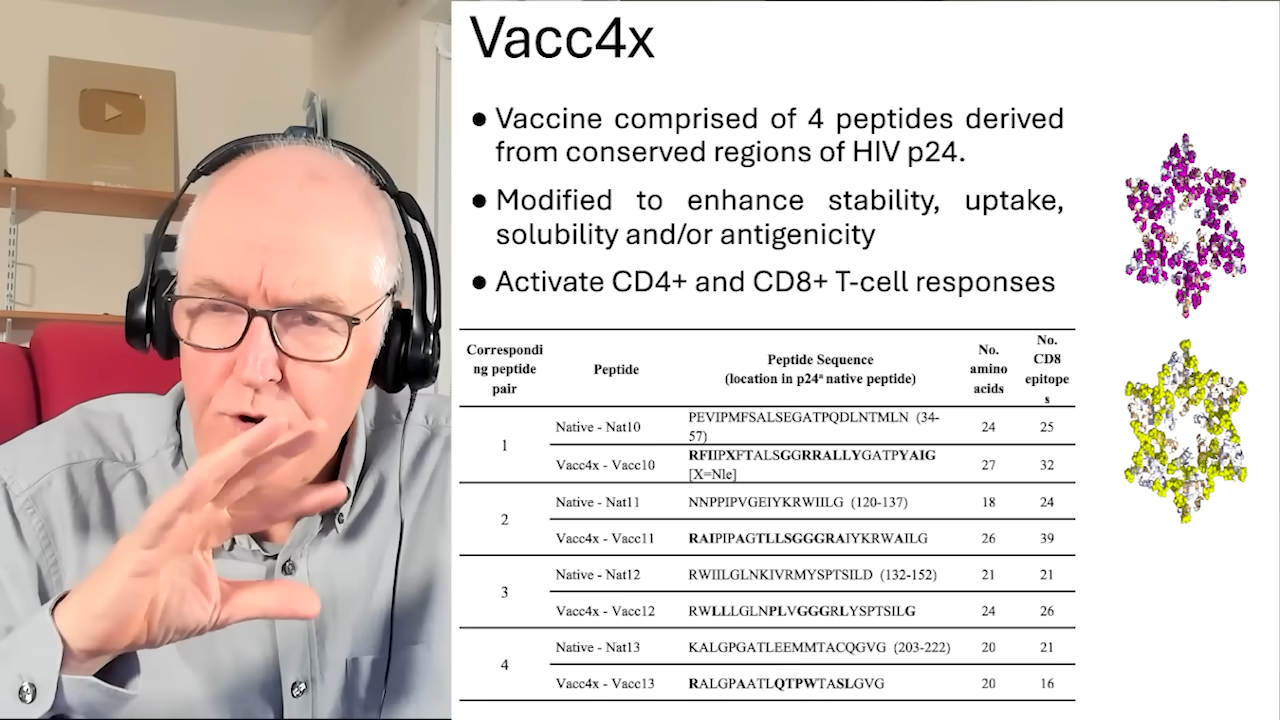 Vacc4x
● Vaccine comprised of 4 peptides derived
from conserved regions of HIV p24.
● Modified to enhance stability, uptake,
solubility and/or antigenicity
● Activate CD4+ and CD8+ T-cell responses
Correspondi
ng peptide
pair
Peptide
Peptide Sequence
(location in p24ª native peptide)
No.
amino
acids
No.
CD8
epitope
s
1
Native - Nat10
PEVIPMFSALSEGATPQDLNTMLN (34-
57)
24
25
Vacc4x - Vacc10
RFIIPXFTALSGGRRALLYGATPYAIG
[X=Nle]
27
32
2
Native - Nat11
NNPPIPVGEIYKRWIILG (120-137)
18
24
Vacc4x - Vacc11
RAIPIPAGTLLSGGGRAIYKRWAILG
26
39
3
Native - Nat12
RWIILGLNKIVRMYSPTSILD (132-152)
21
21
Vacc4x - Vacc12
RWLLLGLNPLVGGGRLYSPTSILG
24
26
4
Native - Nat13
KALGPGATLEEMMTACQGVG (203-222)
20
21
Vacc4x - Vacc13
RALGPAATLQTPWTASLGVG
20
16